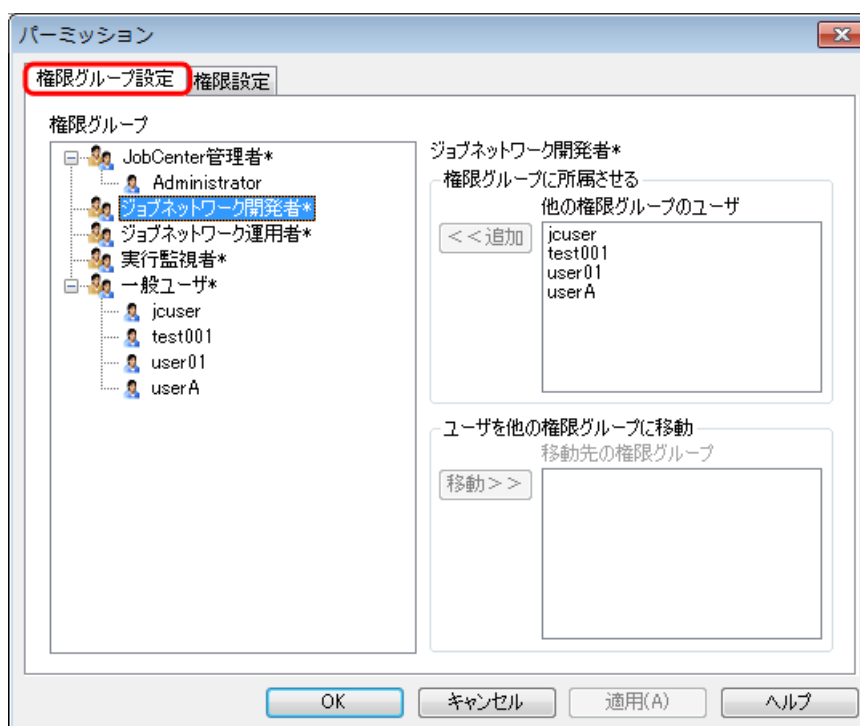 パーミッション
権限グループ設定 権限設定
権限グループ
JobCenter管理者*
Administrator
ジョブネットワーク開発者*
ジョブネットワーク運用者*
実行監視者*
一般ユーザ*
jcuser
test001
user01
userA
ジョブネットワーク開発者*
権限グループに所属させる
他の権限グループのユーザ
<<追加
jcuser
test001
user01
userA
ユーザを他の権限グループに移動
移動先の権限グループ
移動>>
OK キャンセル 適用(A) ヘルプ